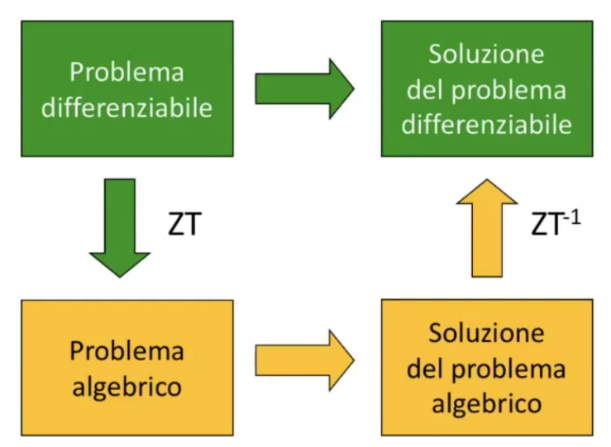 Problema
differenziabile
Soluzione
del problema
differenziabile
ZT
ZT⁻¹
Problema
algebrico
Soluzione
del problema
algebrico